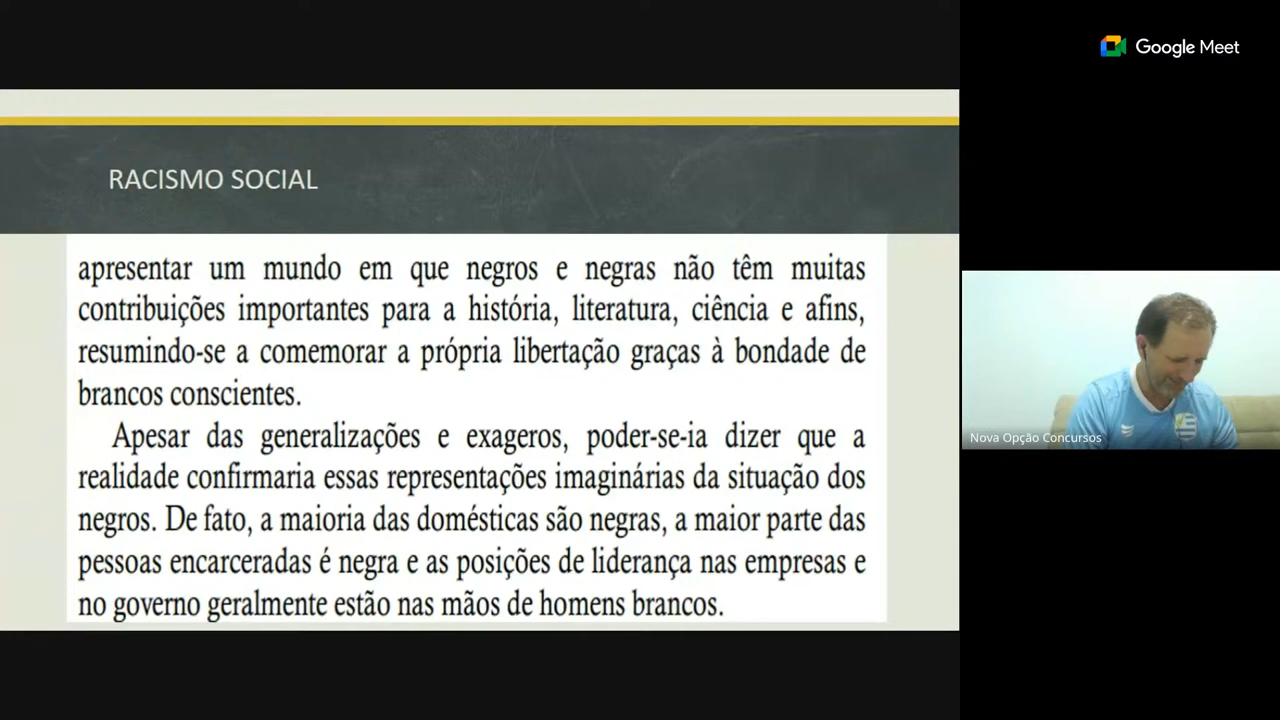 Google Meet
RACISMO SOCIAL
apresentar um mundo em que negros e negras não têm muitas
contribuições importantes para a história, literatura, ciência e afins,
resumindo-se a comemorar a própria libertação graças à bondade de
brancos conscientes.
Apesar das generalizações e exageros, poder-se-ia dizer que a
realidade confirmaria essas representações imaginárias da situação dos
negros. De fato, a maioria das domésticas são negras, a maior parte das
pessoas encarceradas é negra e as posições de liderança nas empresas e
no governo geralmente estão nas mãos de homens brancos.
Nova Opção Concursos